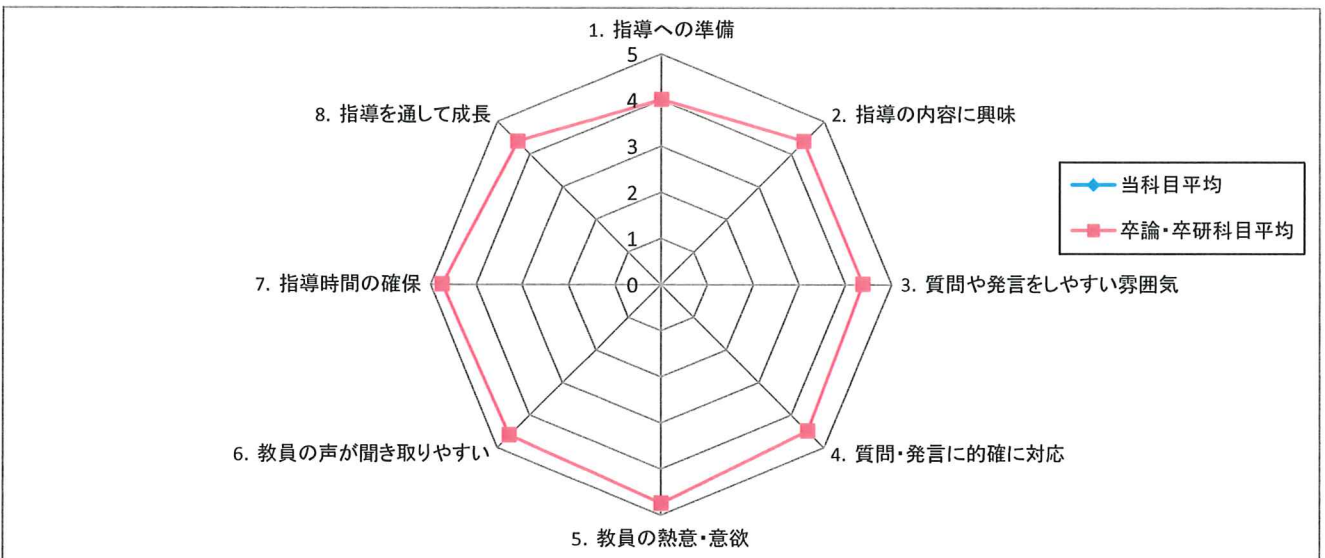 1. 指導への準備
5
4
3
2
1
0
8. 指導を通して成長
2. 指導の内容に興味
当科目平均
卒論・卒研科目平均
7. 指導時間の確保
3. 質問や発言をしやすい雰囲気
6. 教員の声が聞き取りやすい
4. 質問・発言に的確に対応
5. 教員の熱意・意欲